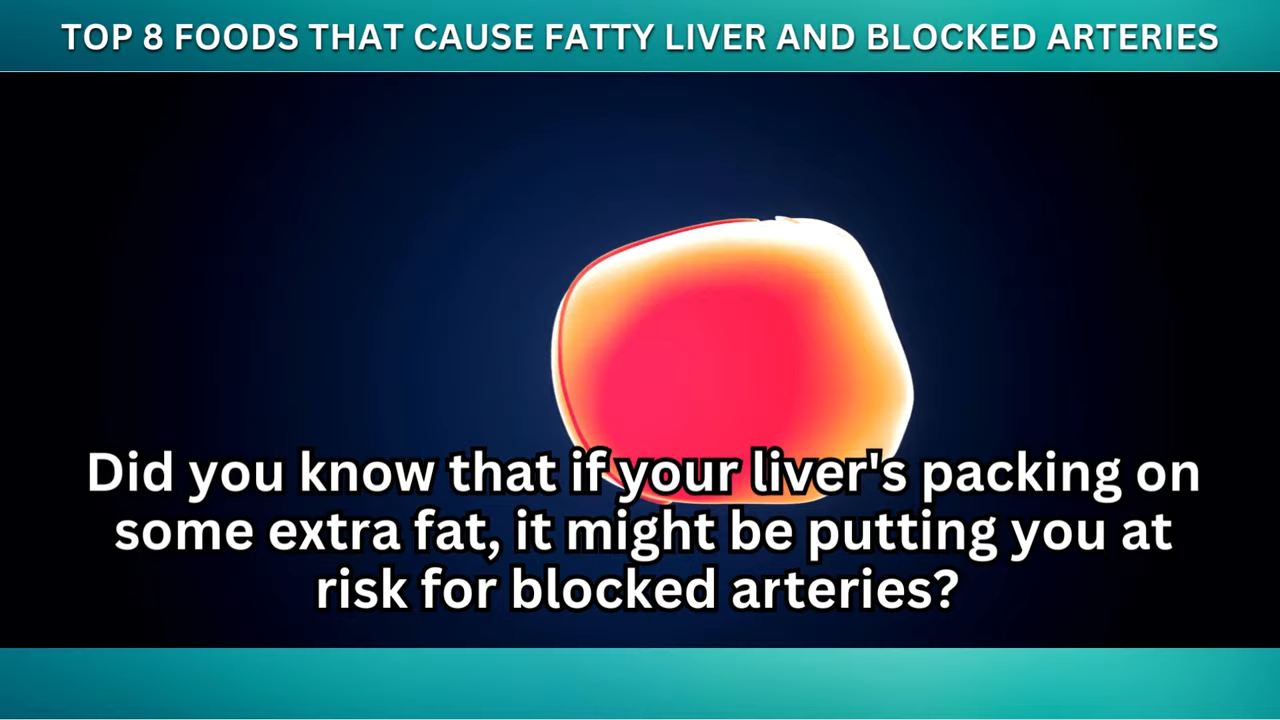 TOP 8 FOODS THAT CAUSE FATTY LIVER AND BLOCKED ARTERIES
Did you know that if your liver's packing on
some extra fat, it might be putting you at
risk for blocked arteries?